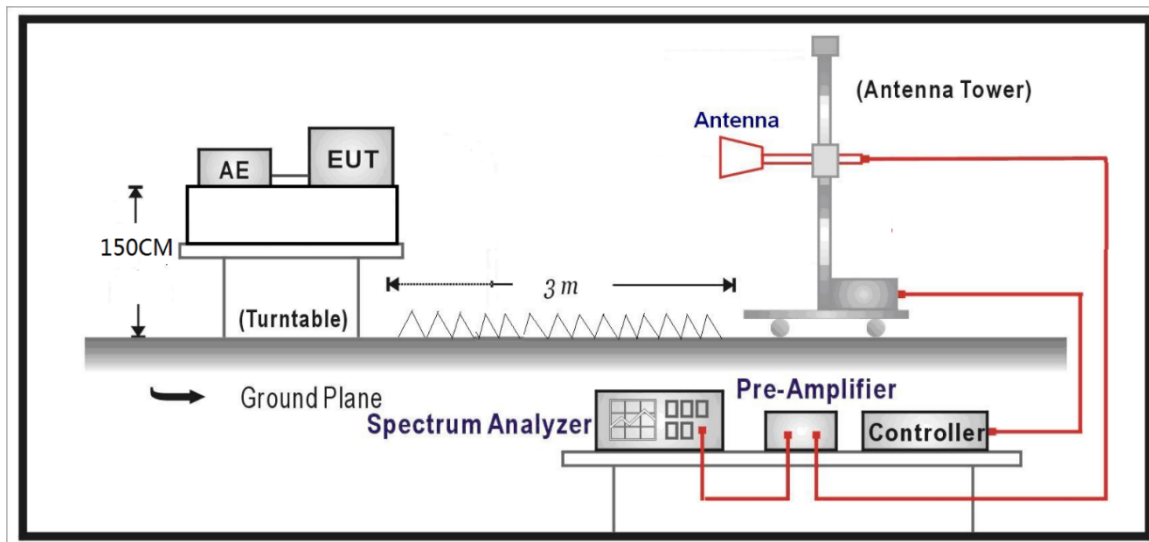 (Antenna Tower)
Antenna
EUT
AE
150CM
3 m
(Turntable)
Ground Plane
Pre-Amplifier
Spectrum Analyzer
Controller